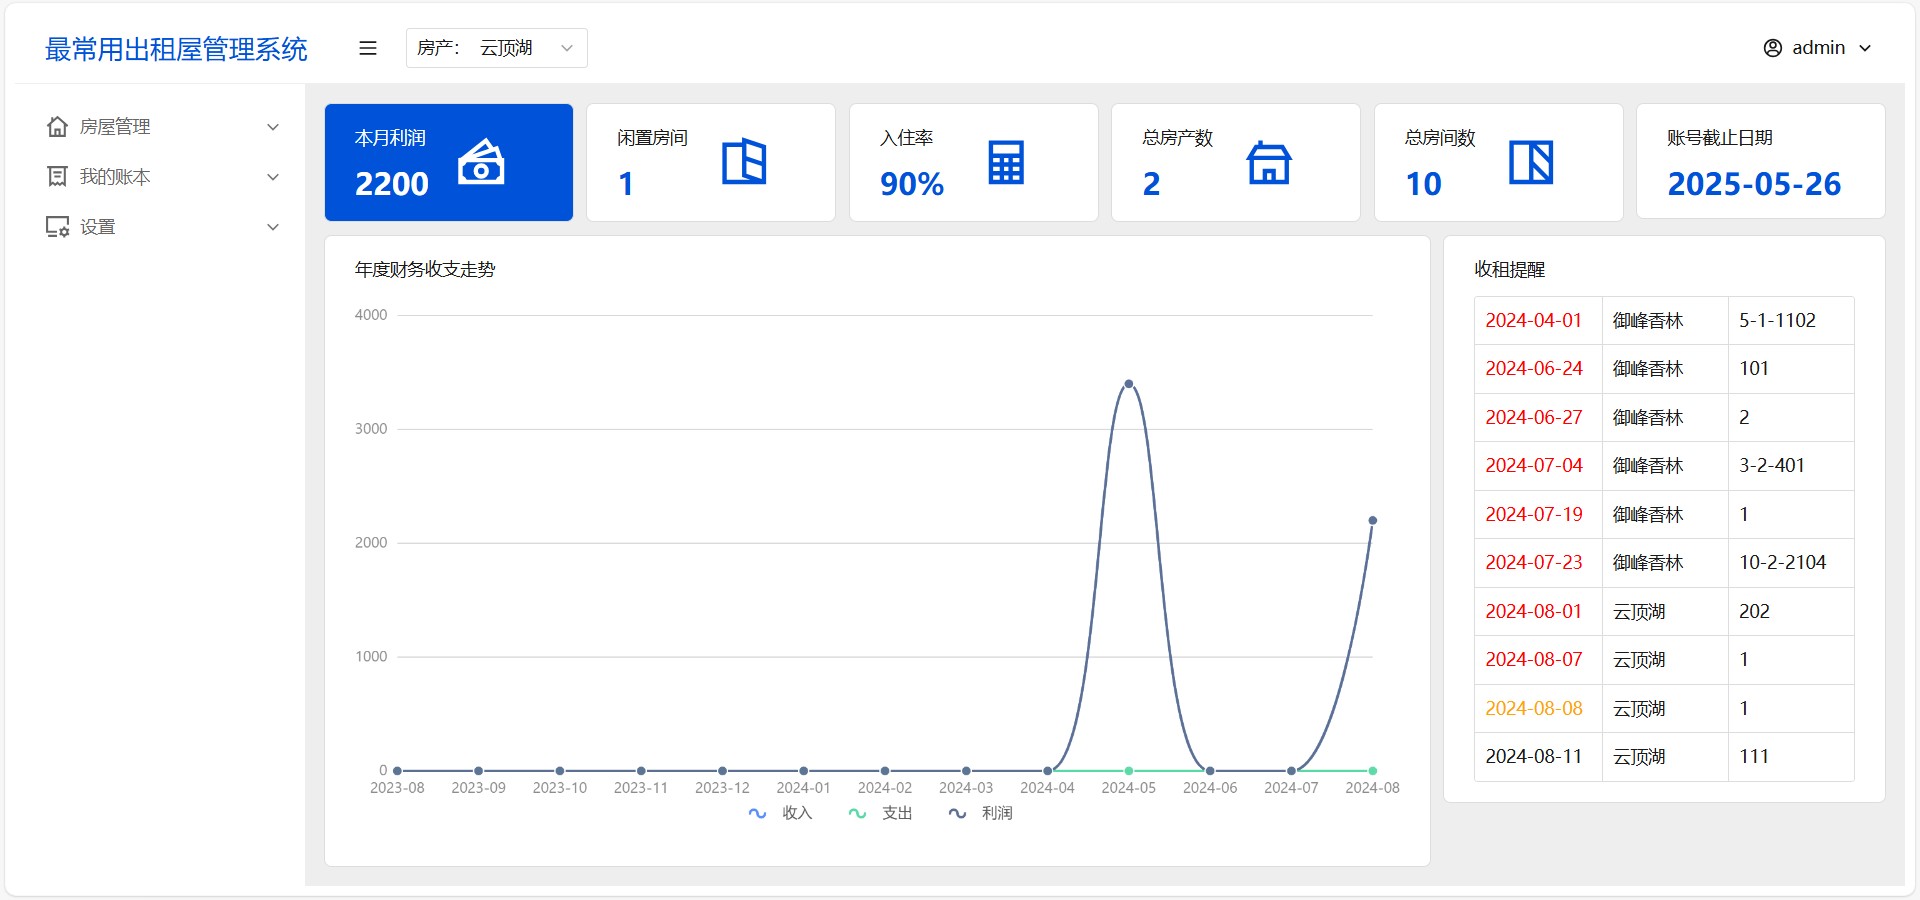 最常用出租屋管理系统
房产： 云顶湖
admin
房屋管理
我的账本
设置
本月利润
2200
闲置房间
1
入住率
90%
总房产数
2
总房间数
10
账号截止日期
2025-05-26
年度财务收支走势
4000
3000
2000
1000
0
2023-08 2023-09 2023-10 2023-11 2023-12 2024-01 2024-02 2024-03 2024-04 2024-05 2024-06 2024-07 2024-08
收入 支出 利润
收租提醒
2024-04-01 御峰香林 5-1-1102
2024-06-24 御峰香林 101
2024-06-27 御峰香林 2
2024-07-04 御峰香林 3-2-401
2024-07-19 御峰香林 1
2024-07-23 御峰香林 10-2-2104
2024-08-01 云顶湖 202
2024-08-07 云顶湖 1
2024-08-08 云顶湖 1
2024-08-11 云顶湖 111